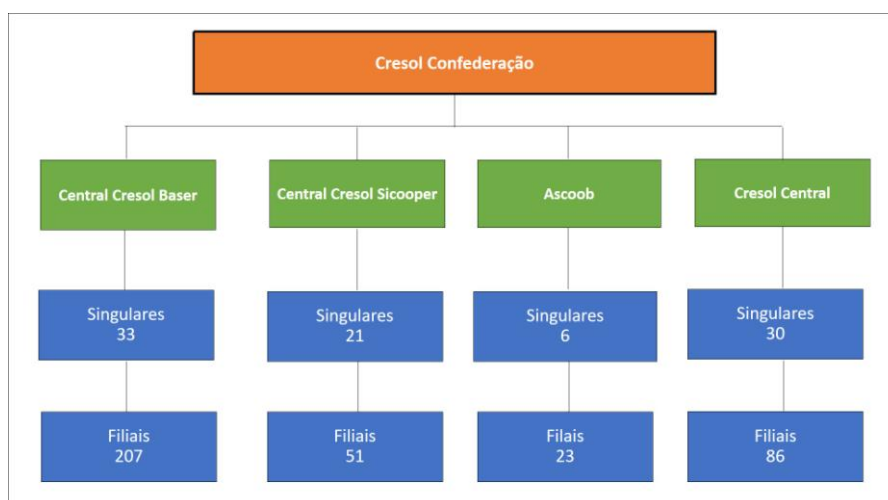 Cresol Confederação
Central Cresol Baser
Central Cresol Sicooper
Ascoob
Cresol Central
Singulares
33
Singulares
21
Singulares
6
Singulares
30
Filiais
207
Filiais
51
Filais
23
Filiais
86